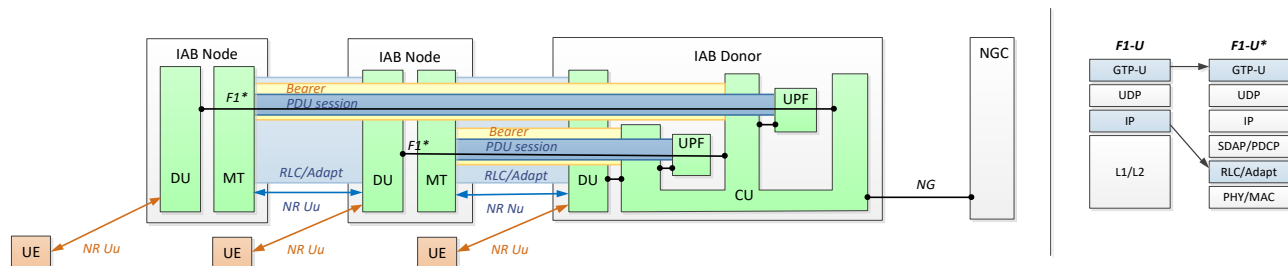 IAB Node
IAB Node
IAB Donor
NGC
Bearer
F1*
PDU session
UPF
Bearer
F1*
PDU session
UPF
DU
MT
RLC/Adapt
DU
MT
RLC/Adapt
DU
CU
NG
NR Uu
NR Nu
UE
NR Uu
UE
NR Uu
UE
NR Uu
F1-U
F1-U*
GTP-U
GTP-U
UDP
UDP
IP
IP
L1/L2
SDAP/PDCP
RLC/Adapt
PHY/MAC